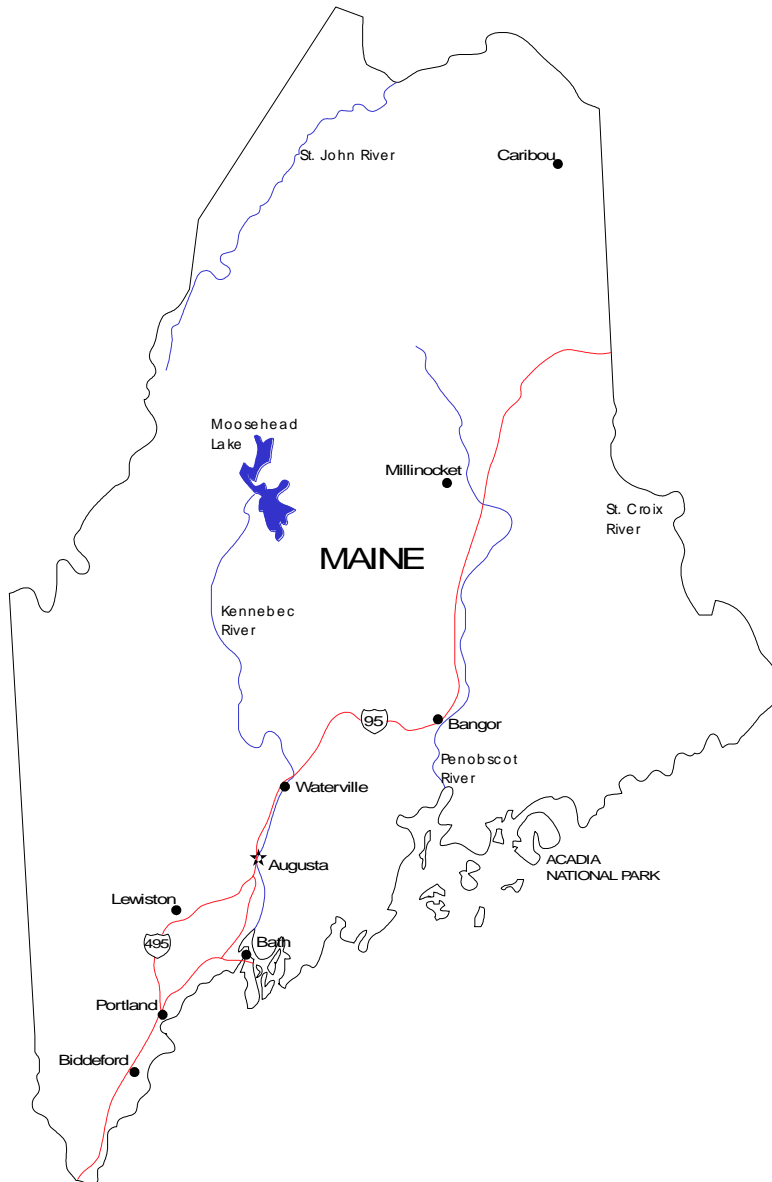 St. John River
Caribou
Moosehead
Lake
Millinocket
St. Croix
River
MAINE
Kennebec
River
95
Bangor
Penobscot
River
Waterville
ACADIA
NATIONAL PARK
Augusta
Lewiston
495
Bath
Portland
Biddeford